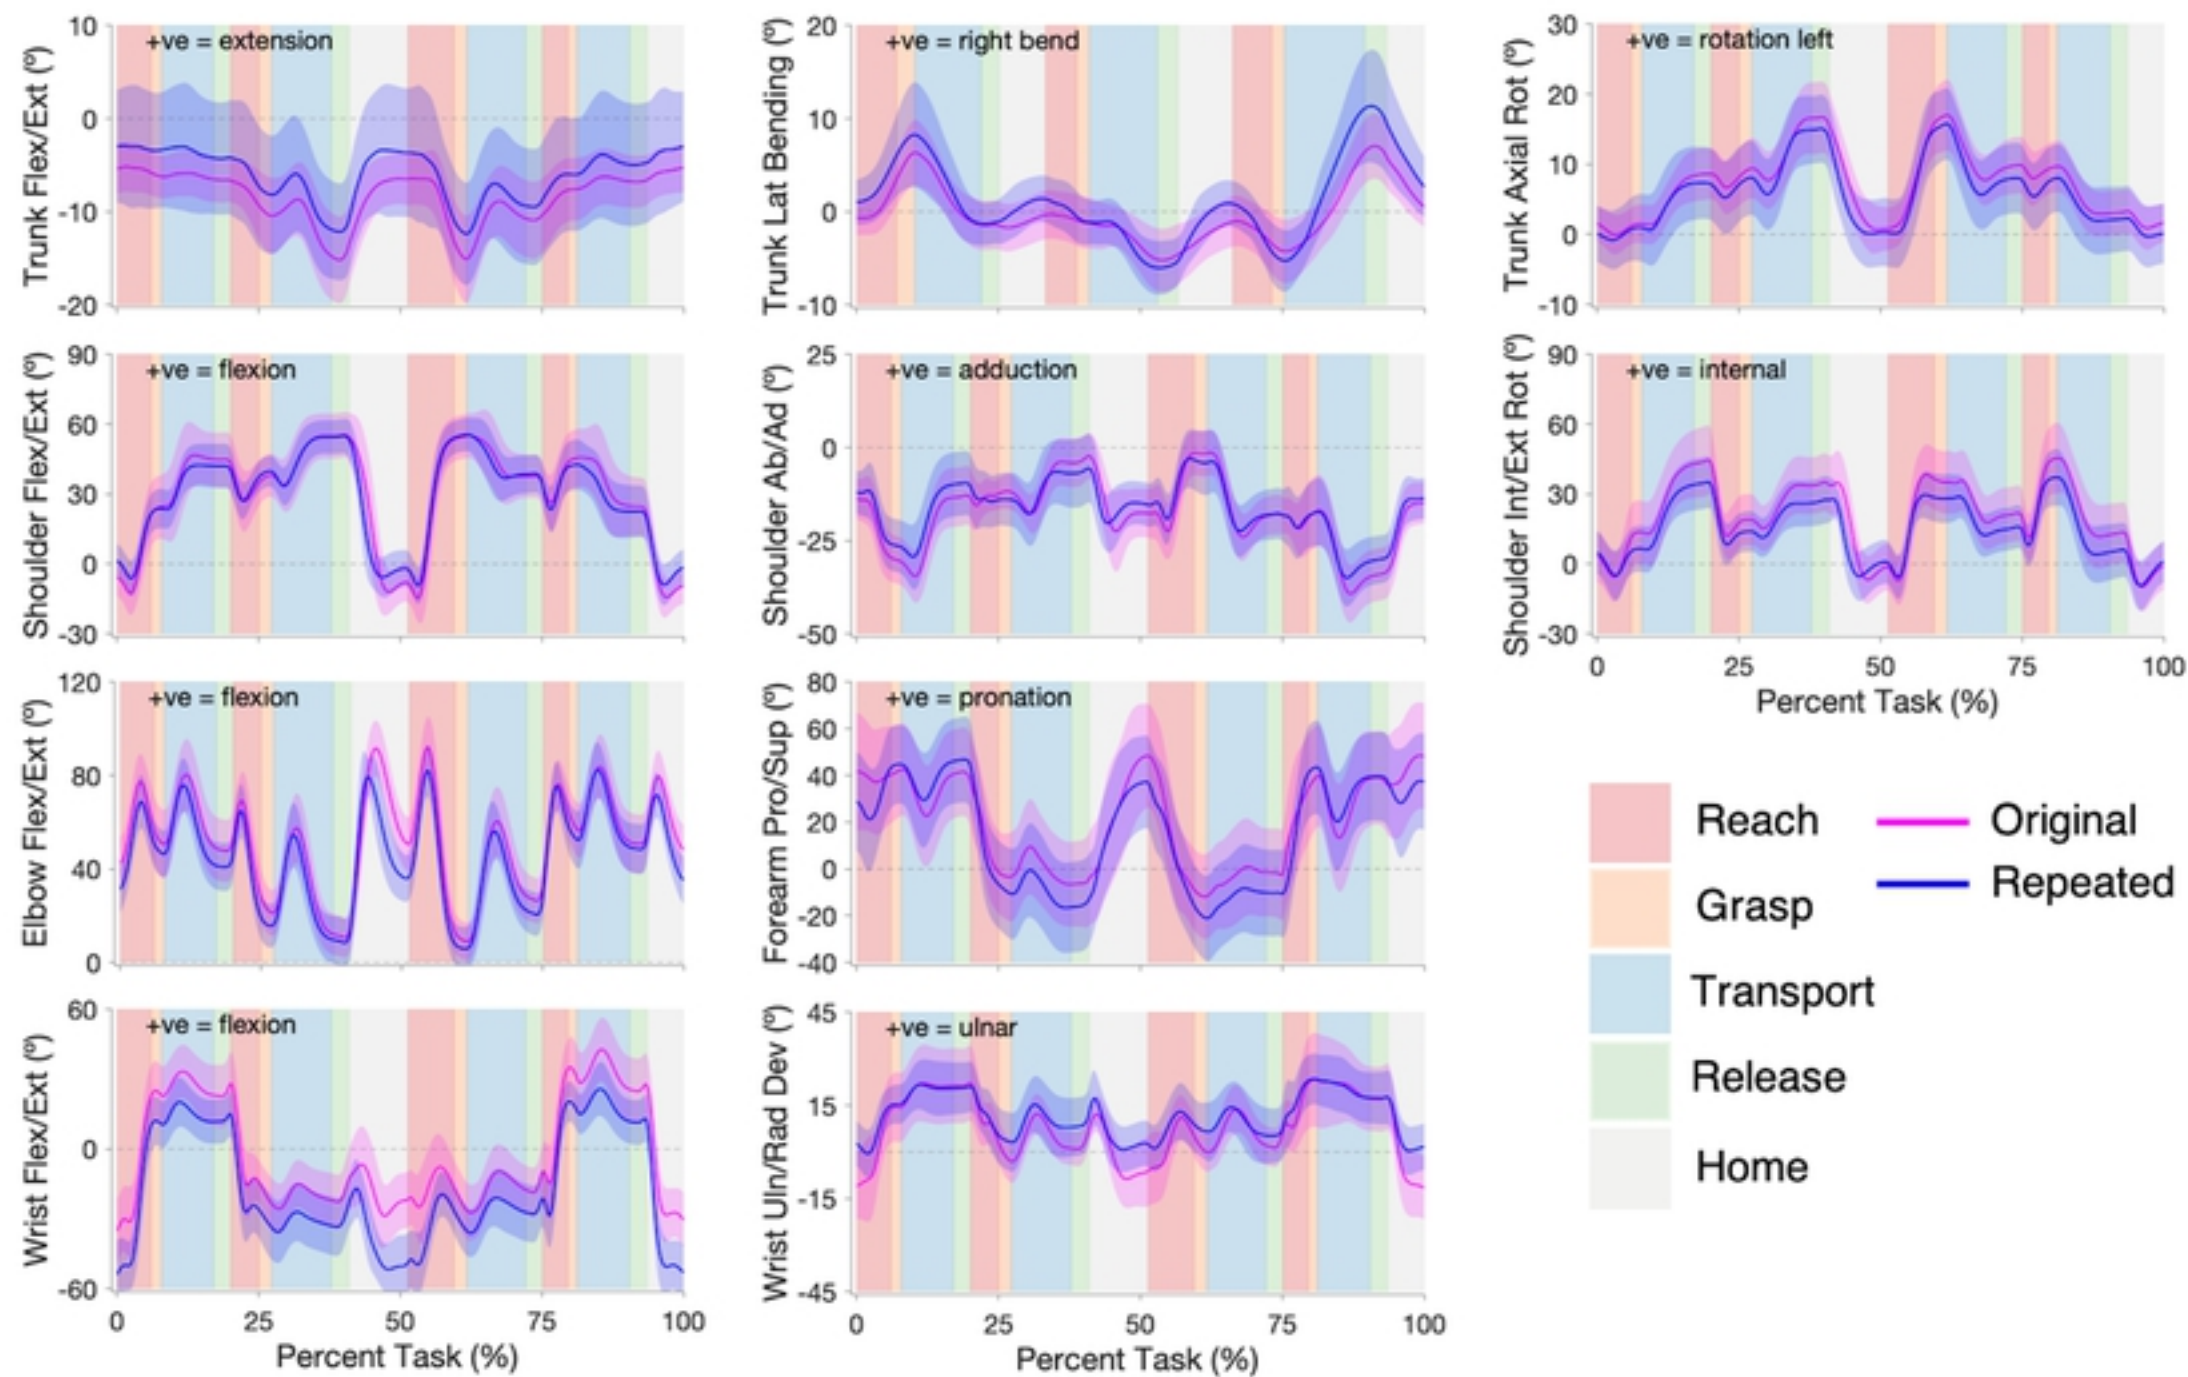 Trunk Flex/Ext (º)
10
0
-10
-20
+ve = extension
Trunk Lat Bending (º)
20
10
0
-10
+ve = right bend
Trunk Axial Rot (º)
30
20
10
0
-10
+ve = rotation left
Shoulder Flex/Ext (º)
90
60
30
0
-30
+ve = flexion
Shoulder Ab/Ad (º)
25
0
-25
-50
+ve = adduction
Shoulder Int/Ext Rot (º)
90
60
30
0
-30
+ve = internal
0 25 50 75 100
Percent Task (%)
Elbow Flex/Ext (º)
120
80
40
0
+ve = flexion
Forearm Pro/Sup (º)
80
60
40
20
0
-20
-40
+ve = pronation
Wrist Flex/Ext (º)
60
0
-60
+ve = flexion
0 25 50 75 100
Percent Task (%)
Wrist Uln/Rad Dev (º)
45
15
-15
-45
+ve = ulnar
0 25 50 75 100
Percent Task (%)
Reach
Grasp
Transport
Release
Home
Original
Repeated